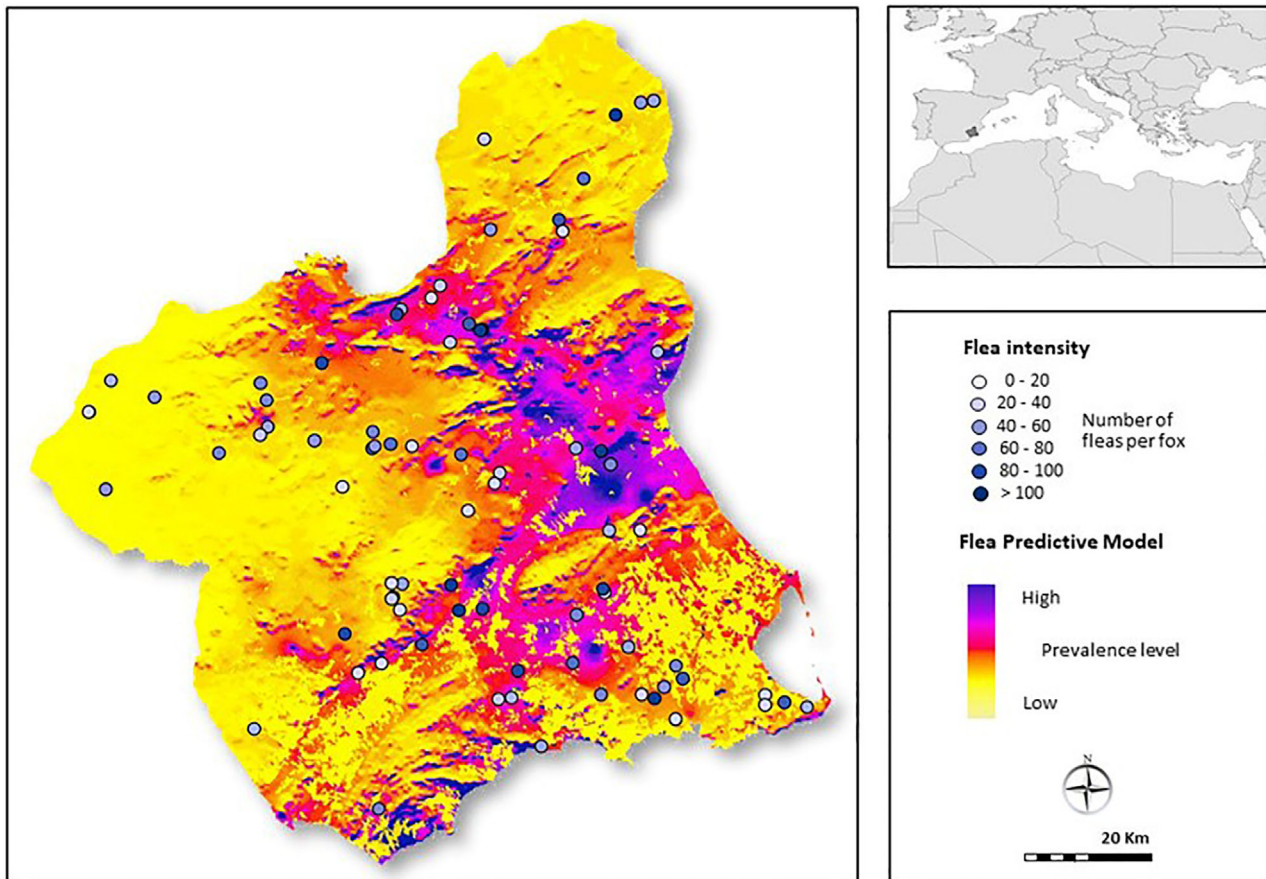 Flea intensity
0 - 20
20 - 40
40 - 60
60 - 80
80 - 100
> 100
Number of
fleas per fox
Flea Predictive Model
High
Prevalence level
Low
N
20 Km